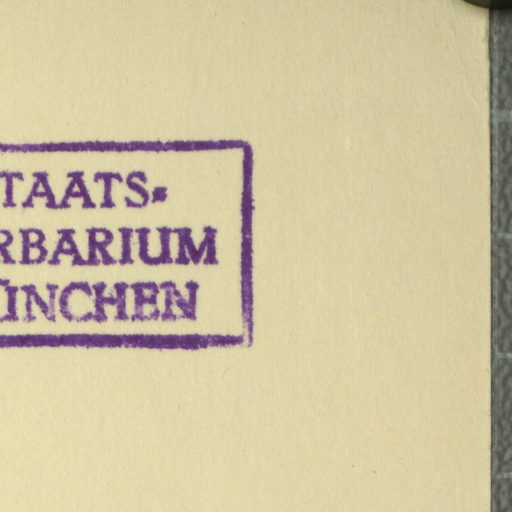 TAATS-
RBARIUM
ÜNCHEN